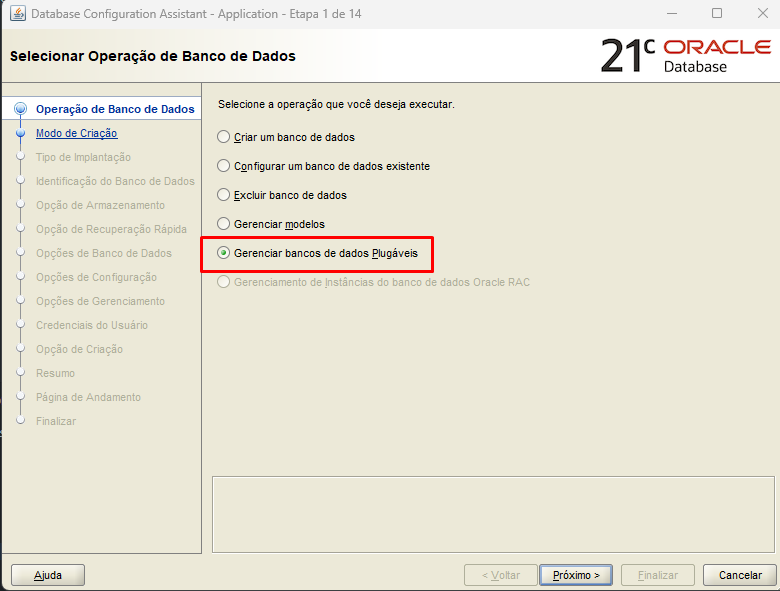 Database Configuration Assistant - Application - Etapa 1 de 14
Selecionar Operação de Banco de Dados
21c ORACLE
Database
Operação de Banco de Dados
Modo de Criação
Tipo de Implantação
Identificação do Banco de Dados
Opção de Armazenamento
Opção de Recuperação Rápida
Opções de Banco de Dados
Opções de Configuração
Opções de Gerenciamento
Credenciais do Usuário
Opção de Criação
Resumo
Página de Andamento
Finalizar
Selecione a operação que você deseja executar.
Criar um banco de dados
Configurar um banco de dados existente
Excluir banco de dados
Gerenciar modelos
Gerenciar bancos de dados Plugáveis
Gerenciamento de Instâncias do banco de dados Oracle RAC
Ajuda
< Voltar
Próximo >
Finalizar
Cancelar